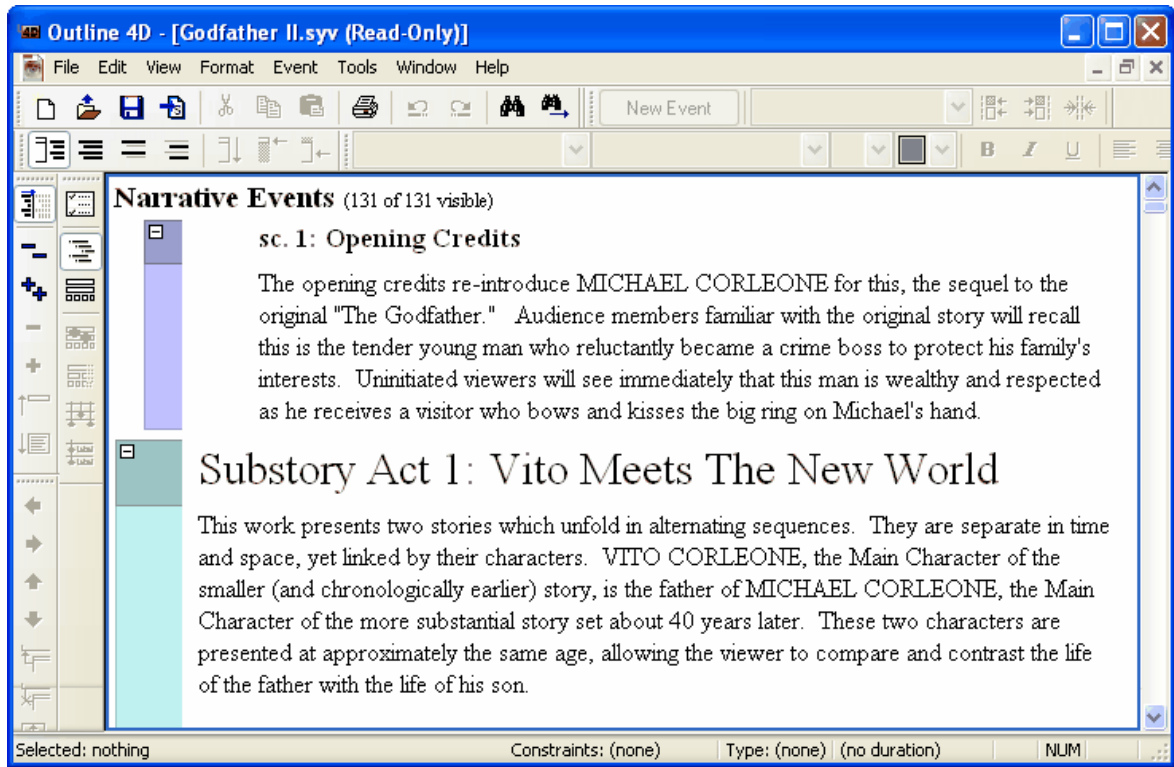 Outline 4D - [Godfather II.syv (Read-Only)]
File Edit View Format Event Tools Window Help
New Event
B I U
Narrative Events (131 of 131 visible)
sc. 1: Opening Credits
The opening credits re-introduce MICHAEL CORLEONE for this, the sequel to the
original "The Godfather."   Audience members familiar with the original story will recall
this is the tender young man who reluctantly became a crime boss to protect his family's
interests.  Uninitiated viewers will see immediately that this man is wealthy and respected
as he receives a visitor who bows and kisses the big ring on Michael's hand.
Substory Act 1: Vito Meets The New World
This work presents two stories which unfold in alternating sequences.  They are separate in time
and space, yet linked by their characters.  VITO CORLEONE, the Main Character of the
smaller (and chronologically earlier) story, is the father of MICHAEL CORLEONE, the Main
Character of the more substantial story set about 40 years later.  These two characters are
presented at approximately the same age, allowing the viewer to compare and contrast the life
of the father with the life of his son.
Selected: nothing Constraints: (none) Type: (none) (no duration) NUM